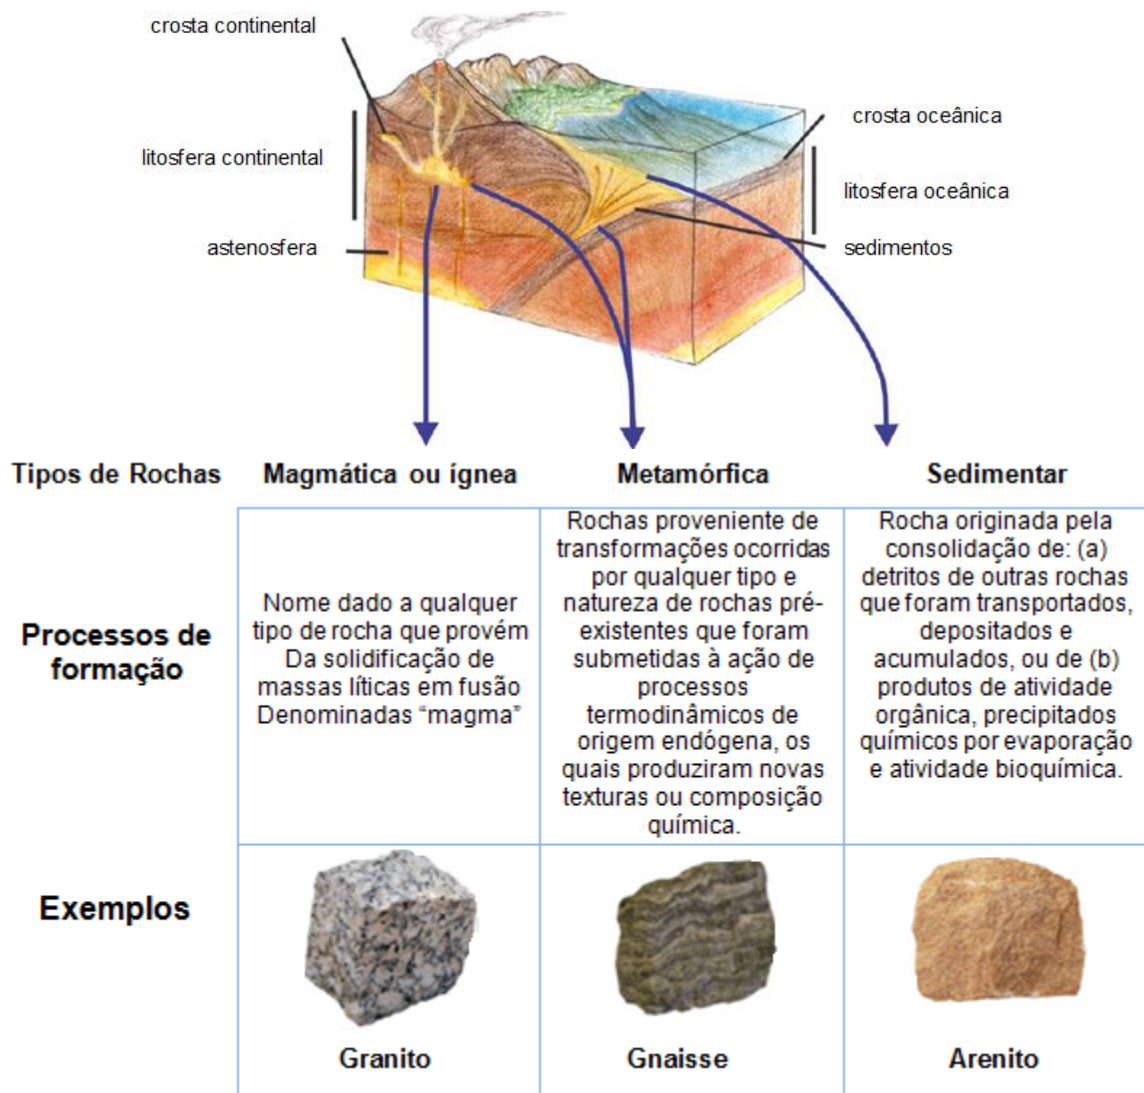 crosta continental
crosta oceânica
litosfera continental
litosfera oceânica
astenosfera
sedimentos
Tipos de Rochas
Magmática ou ígnea
Metamórfica
Sedimentar
Processos de
formação
Nome dado a qualquer
tipo de rocha que provém
Da solidificação de
massas líticas em fusão
Denominadas “magma”
Rochas proveniente de
transformações ocorridas
por qualquer tipo e
natureza de rochas pré-
existentes que foram
submetidas à ação de
processos
termodinâmicos de
origem endógena, os
quais produziram novas
texturas ou composição
química.
Rocha originada pela
consolidação de: (a)
detritos de outras rochas
que foram transportados,
depositados e
acumulados, ou de (b)
produtos de atividade
orgânica, precipitados
químicos por evaporação
e atividade bioquímica.
Exemplos
Granito
Gnaisse
Arenito